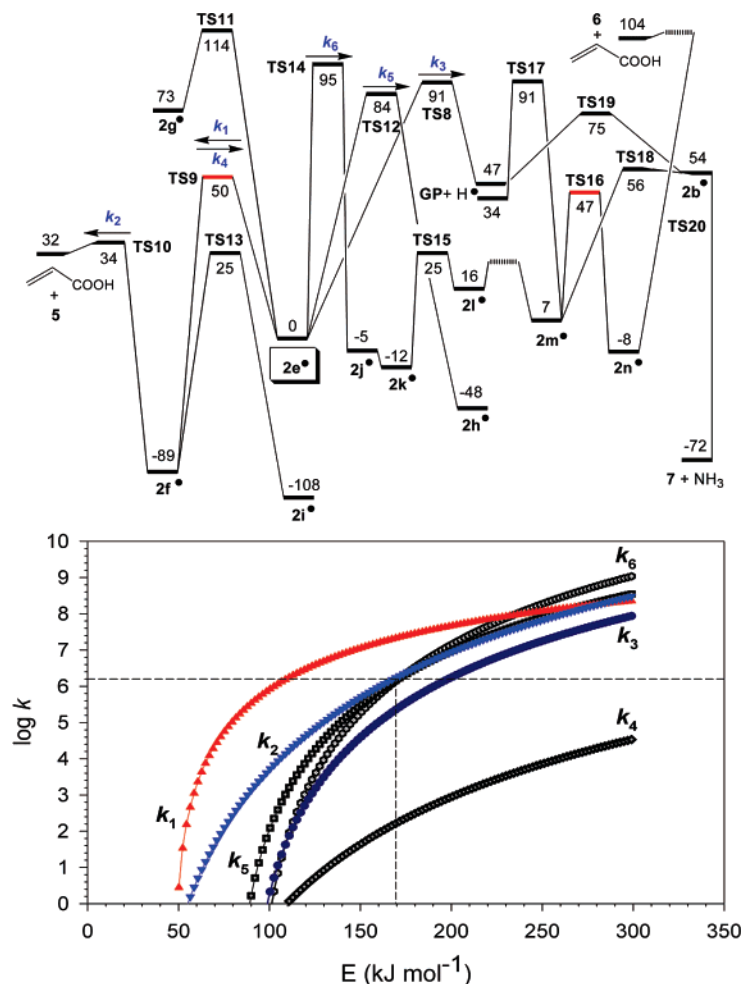 TS11
114
73
2g•
k1
k4
TS9
50
k2
32
34
TS10
COOH
+
5
TS13
25
-89
2f•
-108
2i•
0
2e•
TS14
k6
95
k5
84
TS12
k3
91
TS8
-5
2j•
-12
2k•
TS15
25
-48
2h•
16
2l•
47
GP+ H•
34
TS17
91
7
2m•
TS19
75
TS18
56
TS16
47
-8
2n•
6
+
COOH
104
54
2b•
TS20
-72
7 + NH3
10
9
8
7
6
5
4
3
2
1
0
log k
k1
k2
k5
k6
k3
k4
0 50 100 150 200 250 300 350
E (kJ mol⁻¹)